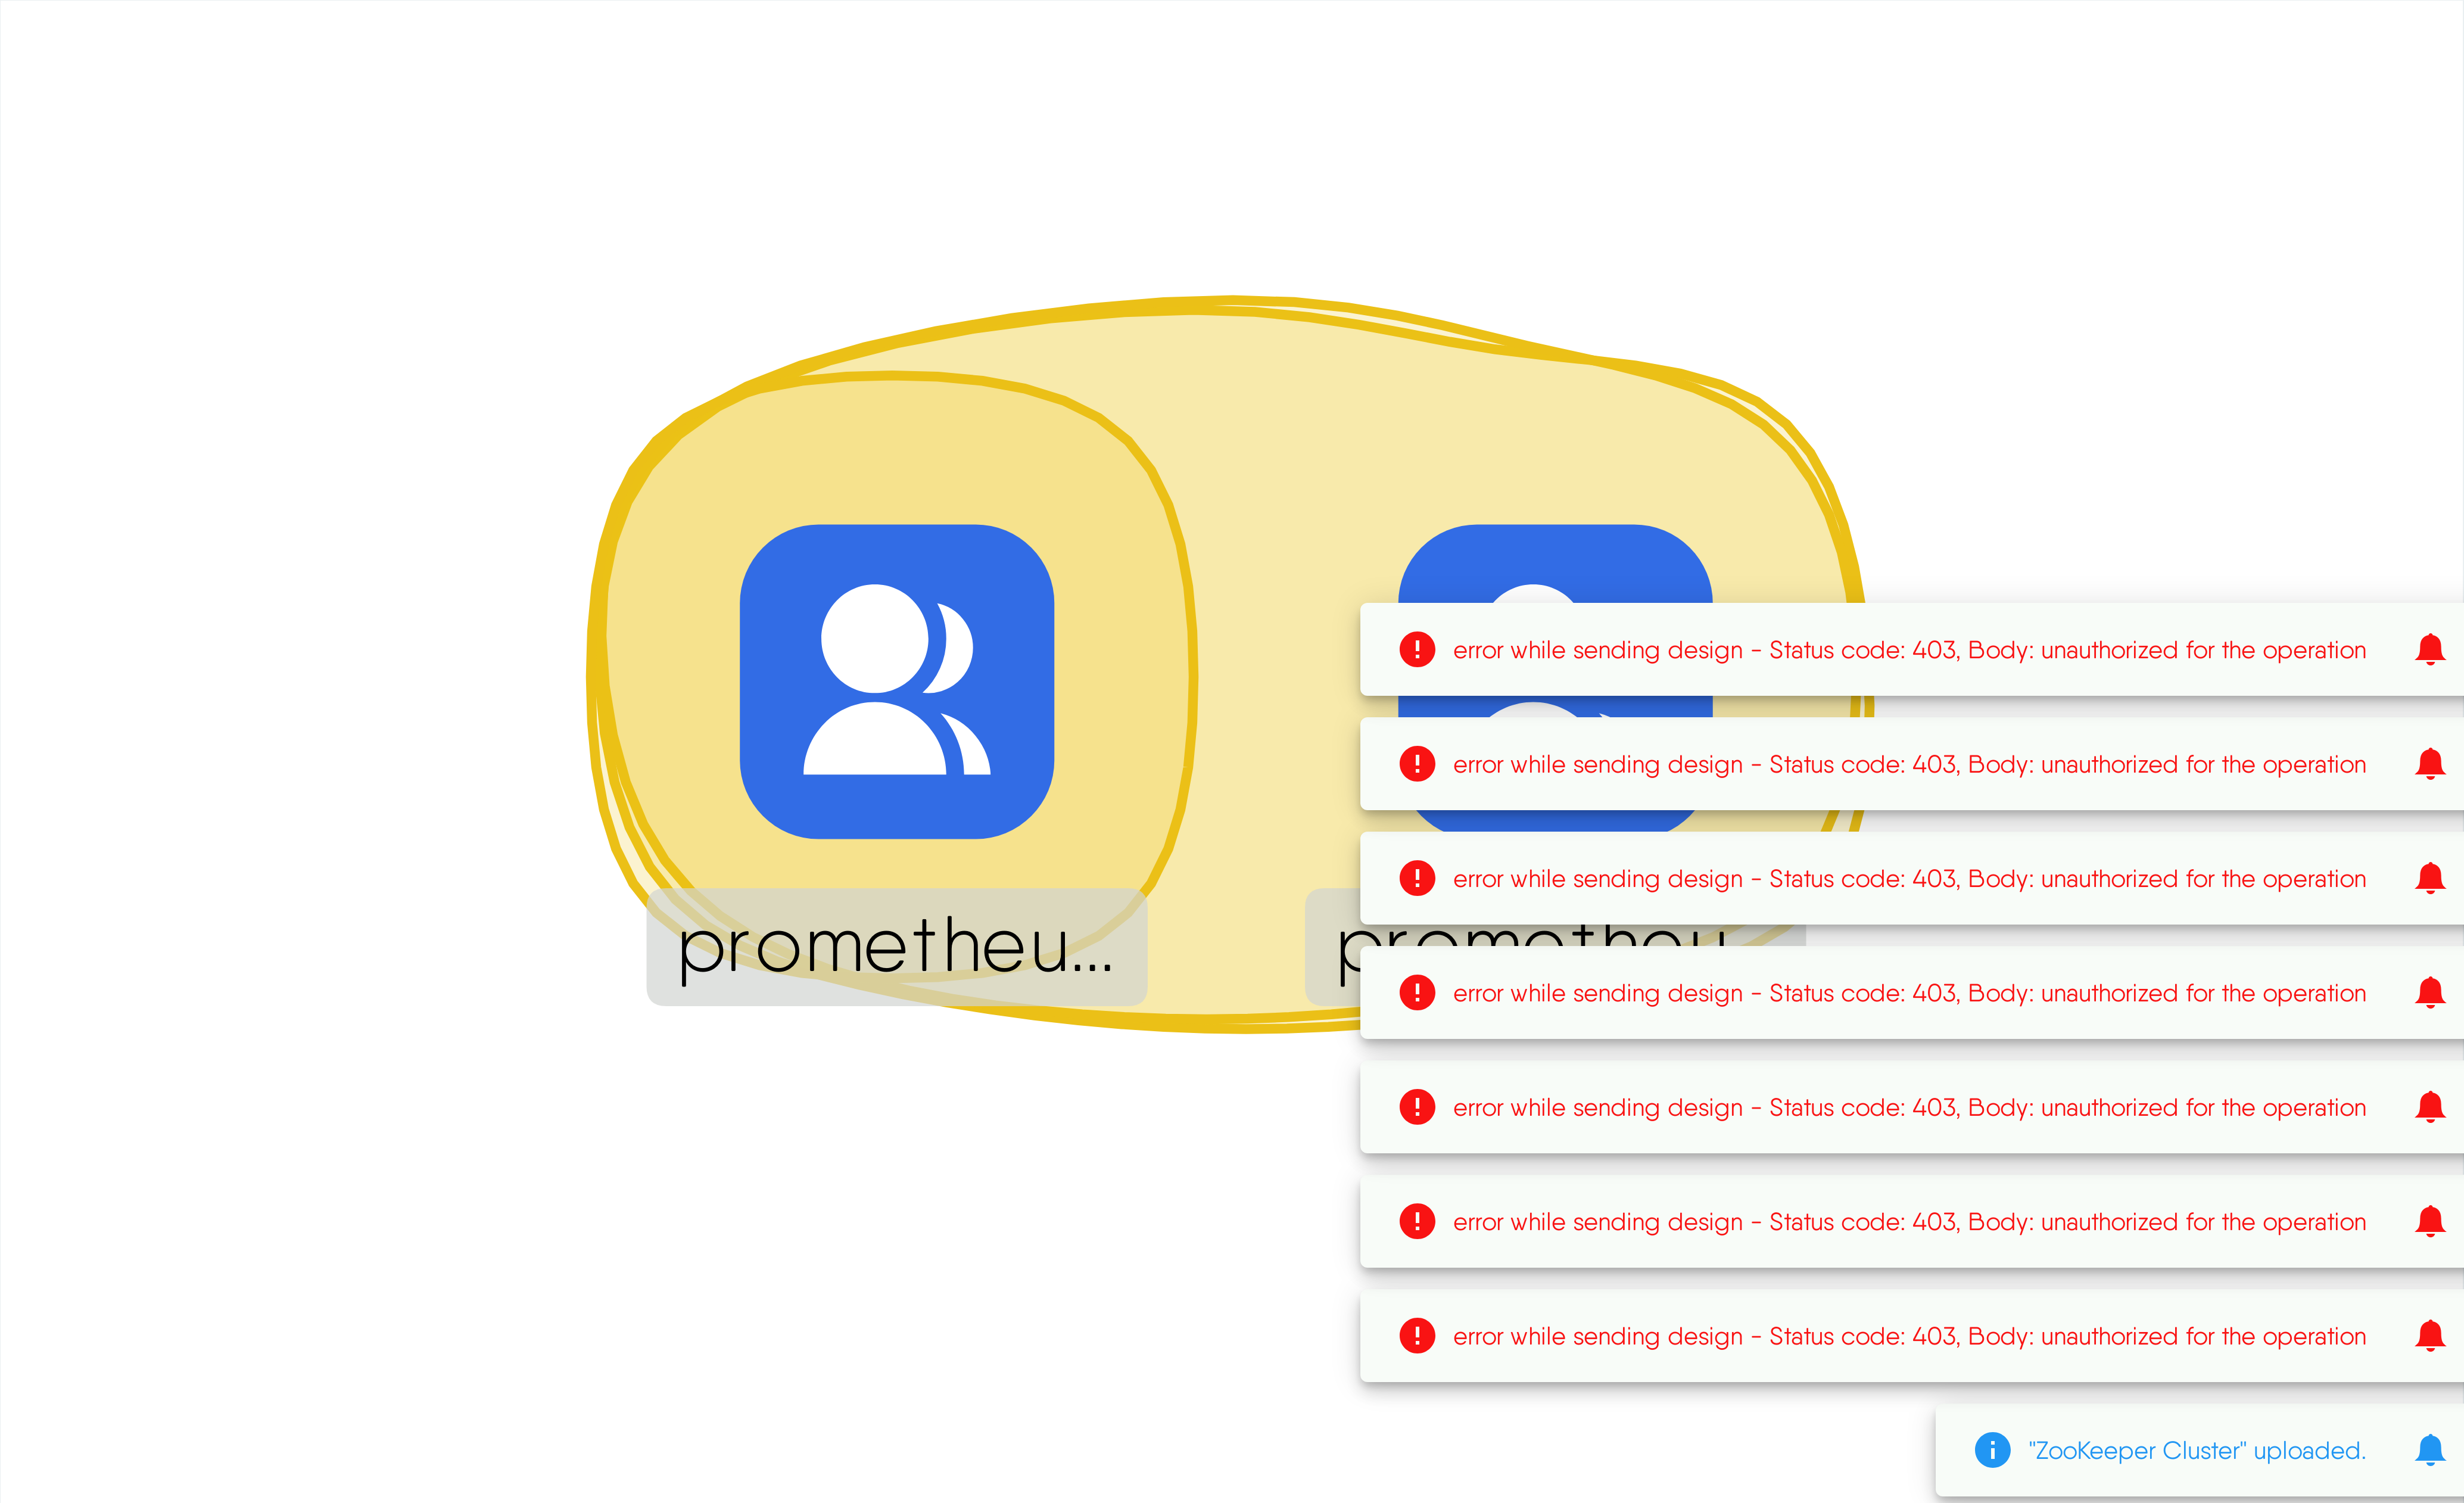 error while sending design - Status code: 403, Body: unauthorized for the operation
error while sending design - Status code: 403, Body: unauthorized for the operation
error while sending design - Status code: 403, Body: unauthorized for the operation
prometheu...
error while sending design - Status code: 403, Body: unauthorized for the operation
error while sending design - Status code: 403, Body: unauthorized for the operation
error while sending design - Status code: 403, Body: unauthorized for the operation
error while sending design - Status code: 403, Body: unauthorized for the operation
"ZooKeeper Cluster" uploaded.